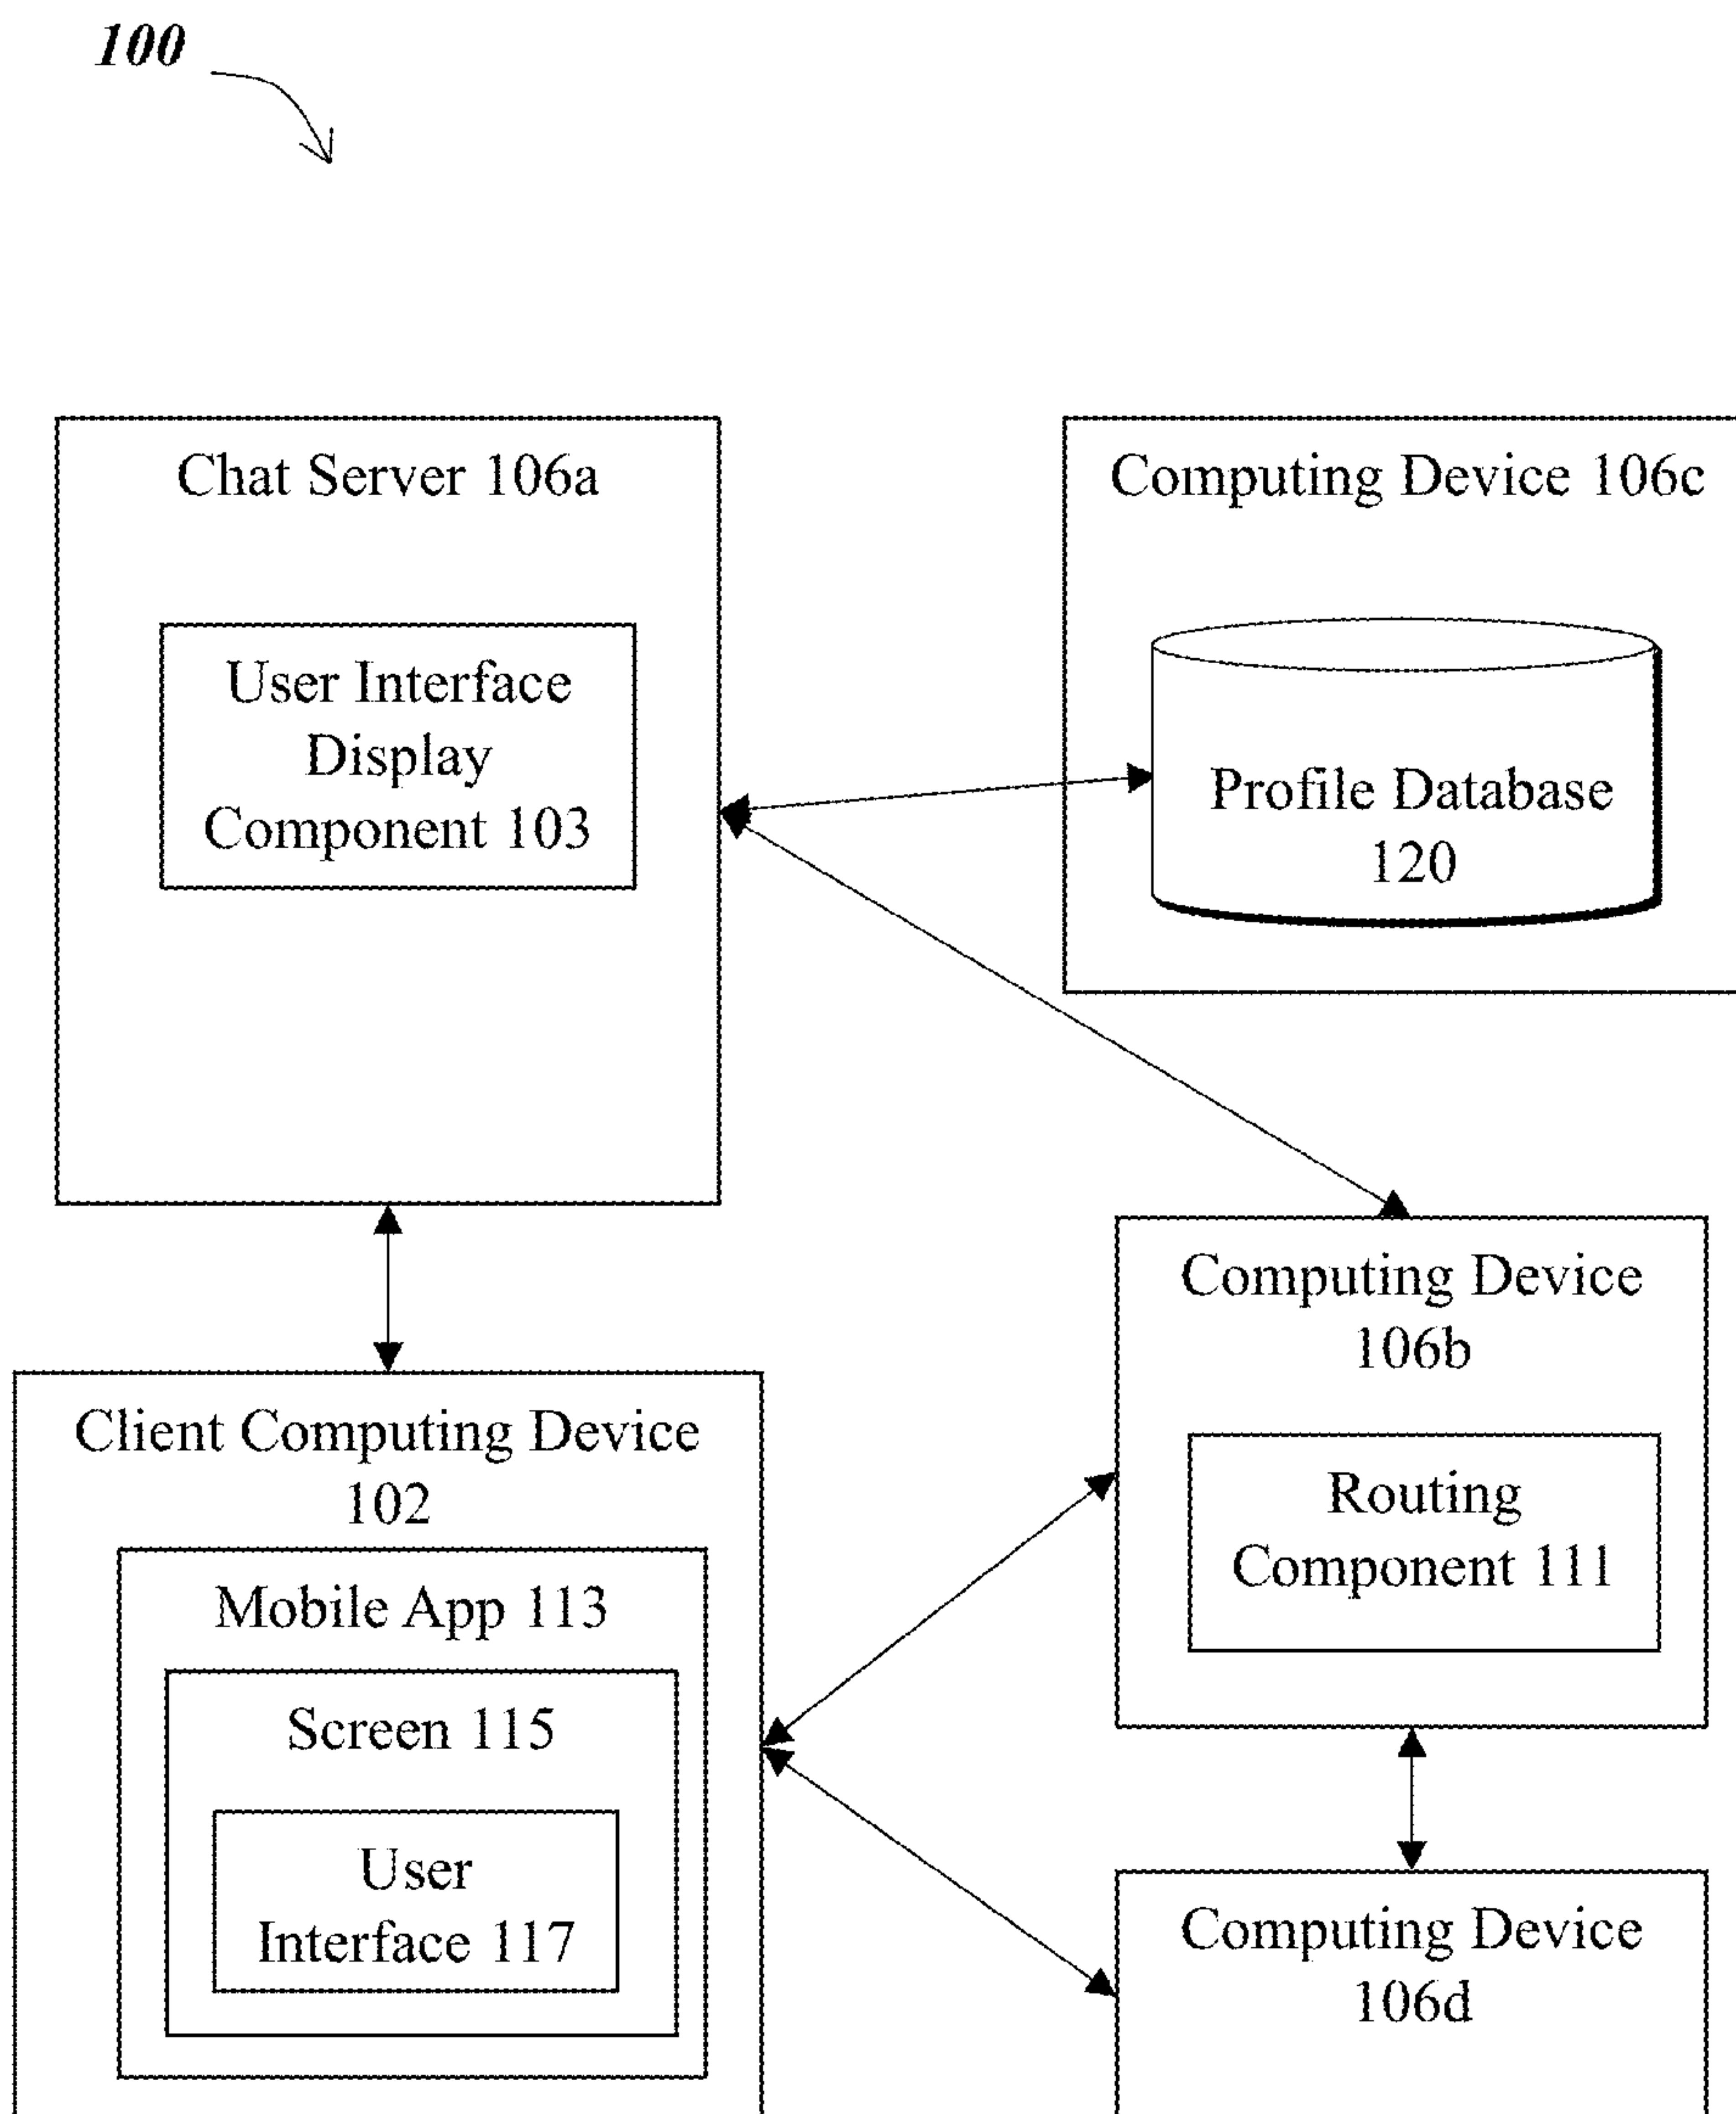 100
Chat Server 106a
User Interface
Display
Component 103
Computing Device 106c
Profile Database
120
Computing Device
106b
Routing
Component 111
Client Computing Device
102
Mobile App 113
Screen 115
User
Interface 117
Computing Device
106d